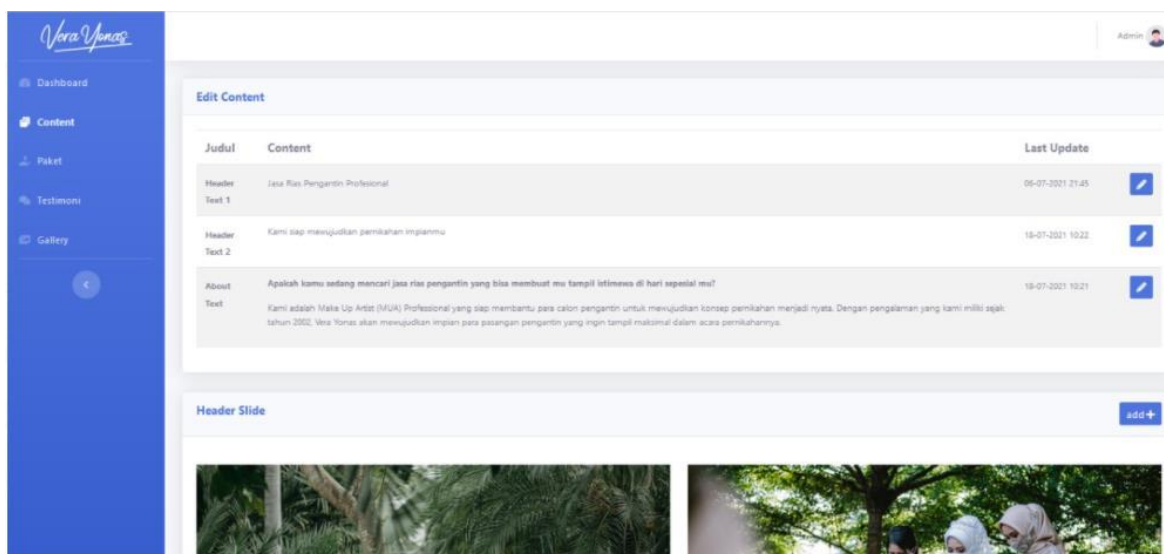 Vera Yonas
Admin
Dashboard
Content
Paket
Testimoni
Gallery
Edit Content
Judul Content Last Update
Header Text 1
Jasa Rias Pengantin Profesional
06-07-2021 21:45
Header Text 2
Kami siap mewujudkan pernikahan impianmu
18-07-2021 10:22
About Text
Apakah kamu sedang mencari jasa rias pengantin yang bisa membuat mu tampil istimewa di hari sepesial mu?
18-07-2021 10:21
Kami adalah Make Up Artist (MUA) Professional yang siap membantu para calon pengantin untuk mewujudkan konsep pernikahan menjadi nyata. Dengan pengalaman yang kami miliki sejak
tahun 2002, Vera Yonas akan mewujudkan impian para pasangan pengantin yang ingin tampil maksimal dalam acara pernikahannya.
Header Slide
add+